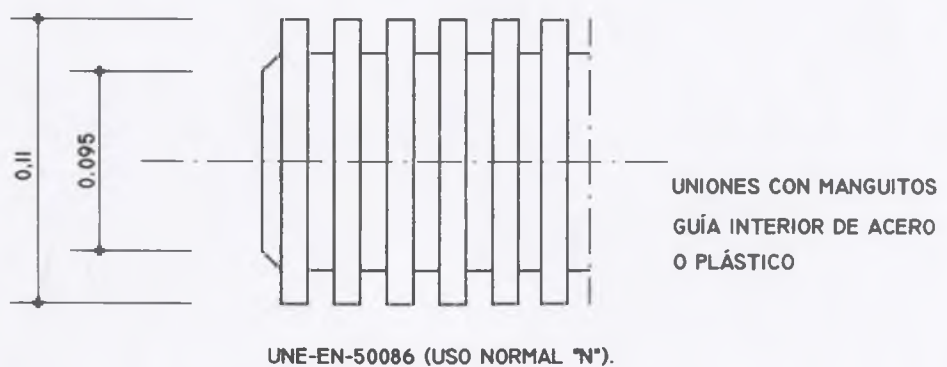 0,11
0.095
UNIONES CON MANGUITOS
GUÍA INTERIOR DE ACERO
O PLÁSTICO
UNE-EN-50086 (USO NORMAL "N").